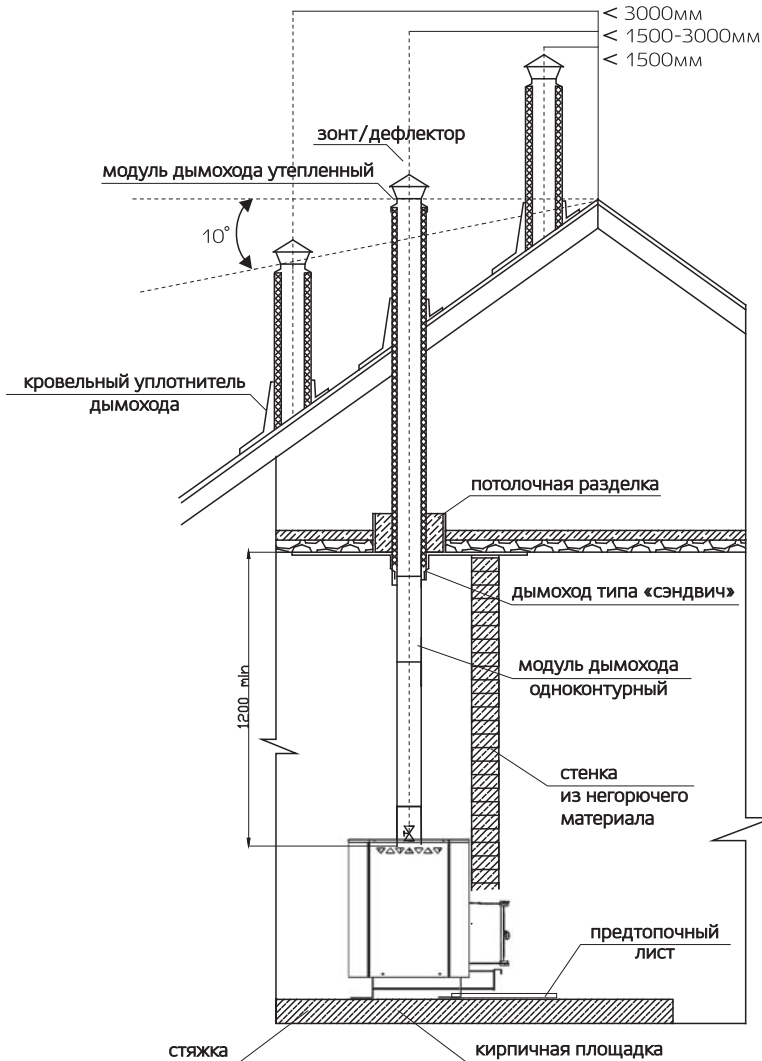 < 3000мм
< 1500-3000мм
< 1500мм
зонт/дефлектор
модуль дымохода утепленный
10°
кровельный уплотнитель
дымохода
потолочная разделка
дымоход типа «сэндвич»
модуль дымохода
одноконтурный
1200 min
стенка
из негорючего
материала
предтопочный
лист
стяжка
кирпичная площадка